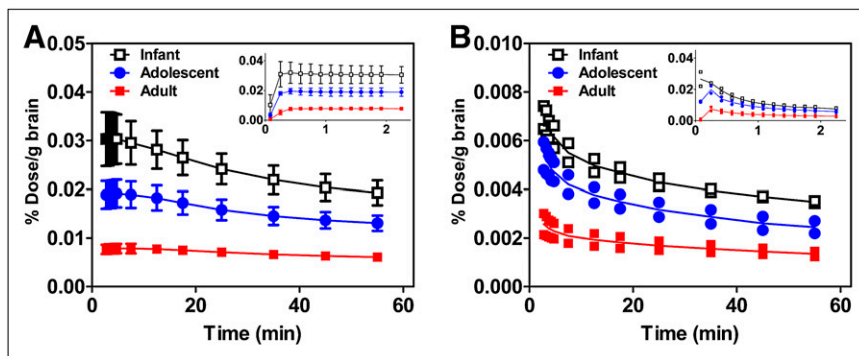 A
0.05
0.04
0.03
0.02
0.01
0.00
% Dose/g brain
Infant
Adolescent
Adult
0.04
0.02
0.00
0 1 2
0 20 40 60
Time (min)
B
0.010
0.008
0.006
0.004
0.002
0.000
% Dose/g brain
Infant
Adolescent
Adult
0.04
0.02
0.00
0 1 2
0 20 40 60
Time (min)